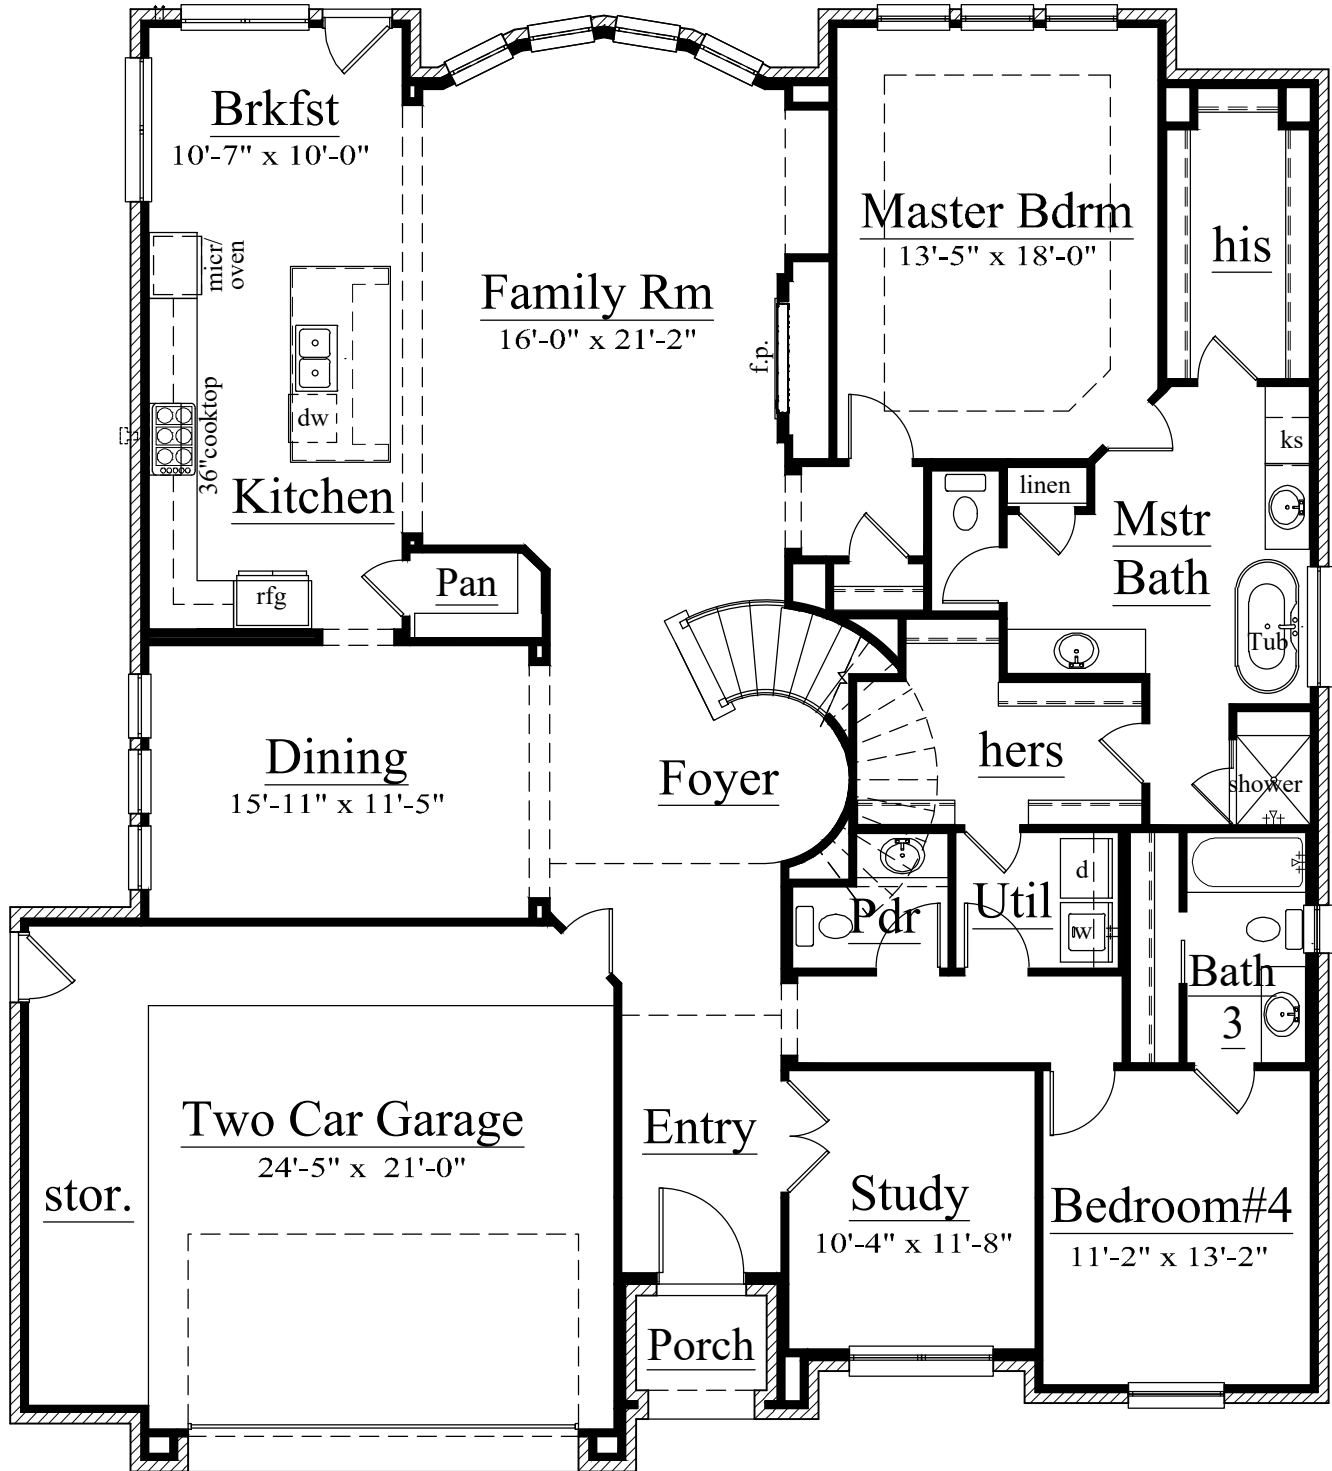 Brkfst
10'-7" x 10'-0"
Master Bdrm
13'-5" x 18'-0"
his
micr/
oven
Family Rm
16'-0" x 21'-2"
f.p.
36"cooktop
dw
Kitchen
ks
linen
Mstr
Bath
Pan
rfg
Tub
Dining
15'-11" x 11'-5"
Foyer
hers
shower
d
Util
Pdr
w
Bath
3
Two Car Garage
24'-5" x 21'-0"
stor.
Entry
Study
10'-4" x 11'-8"
Bedroom#4
11'-2" x 13'-2"
Porch